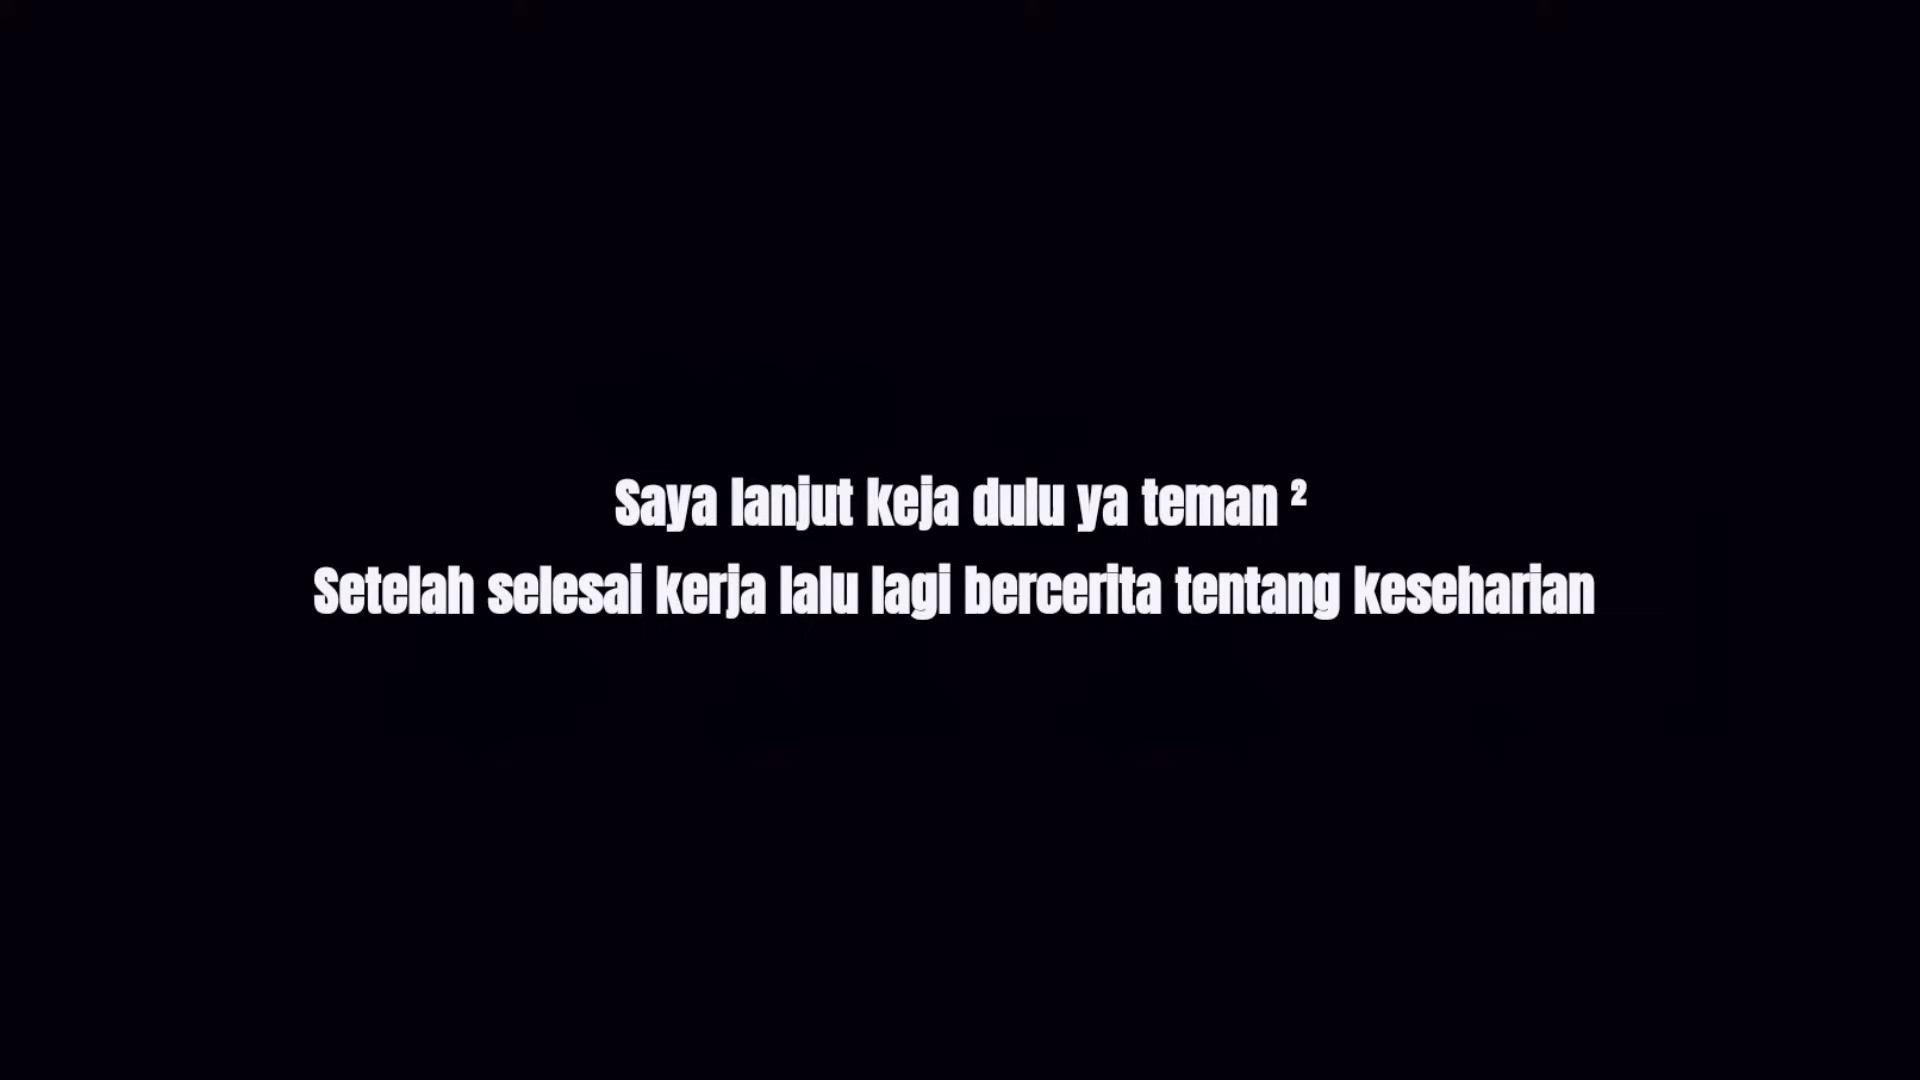 Saya lanjut keja dulu ya teman ²
Setelah selesai kerja lalu lagi bercerita tentang keseharian